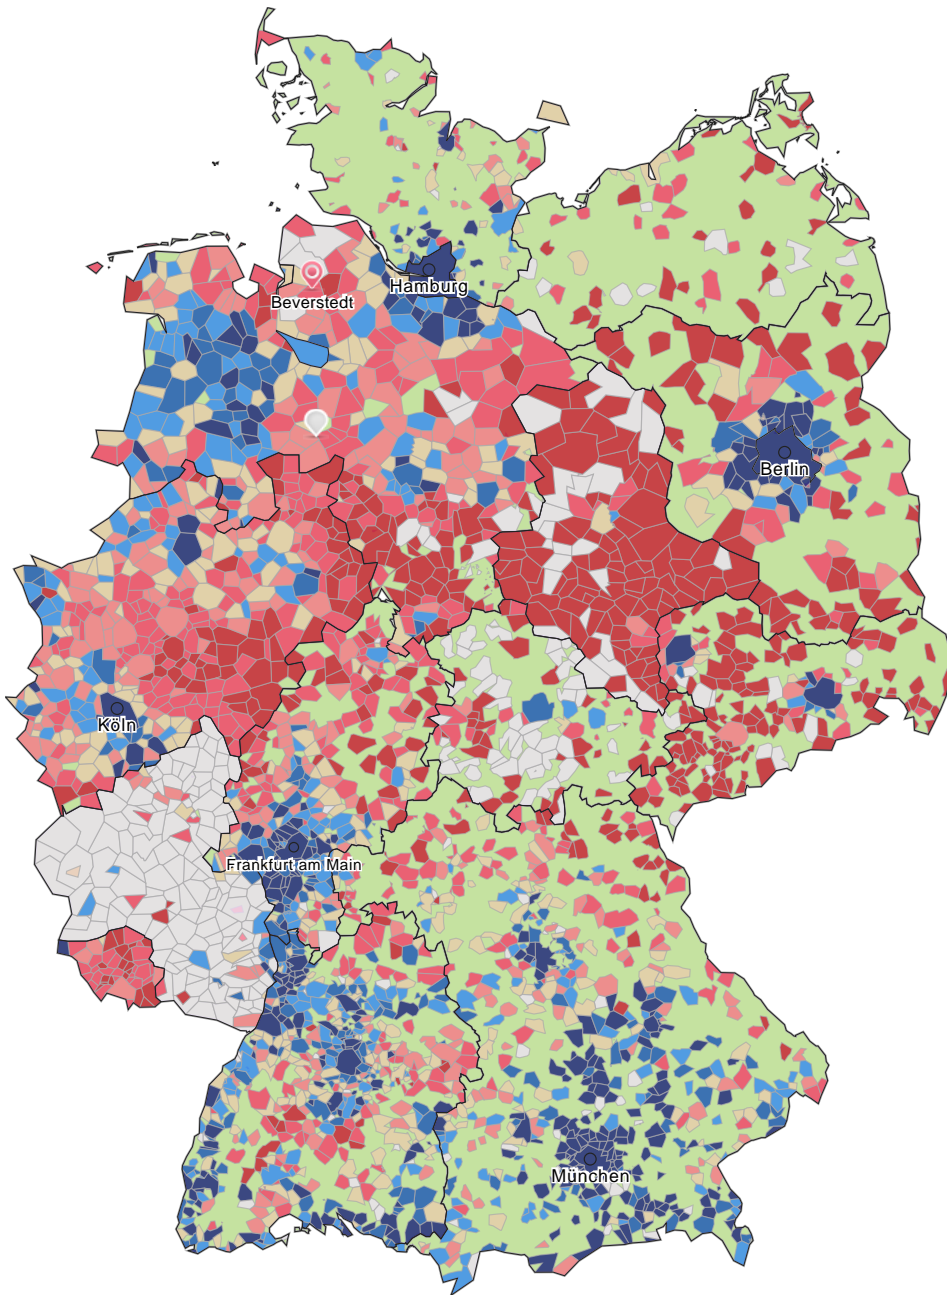 Hamburg
Beverstedt
Berlin
Köln
Frankfurt am Main
München